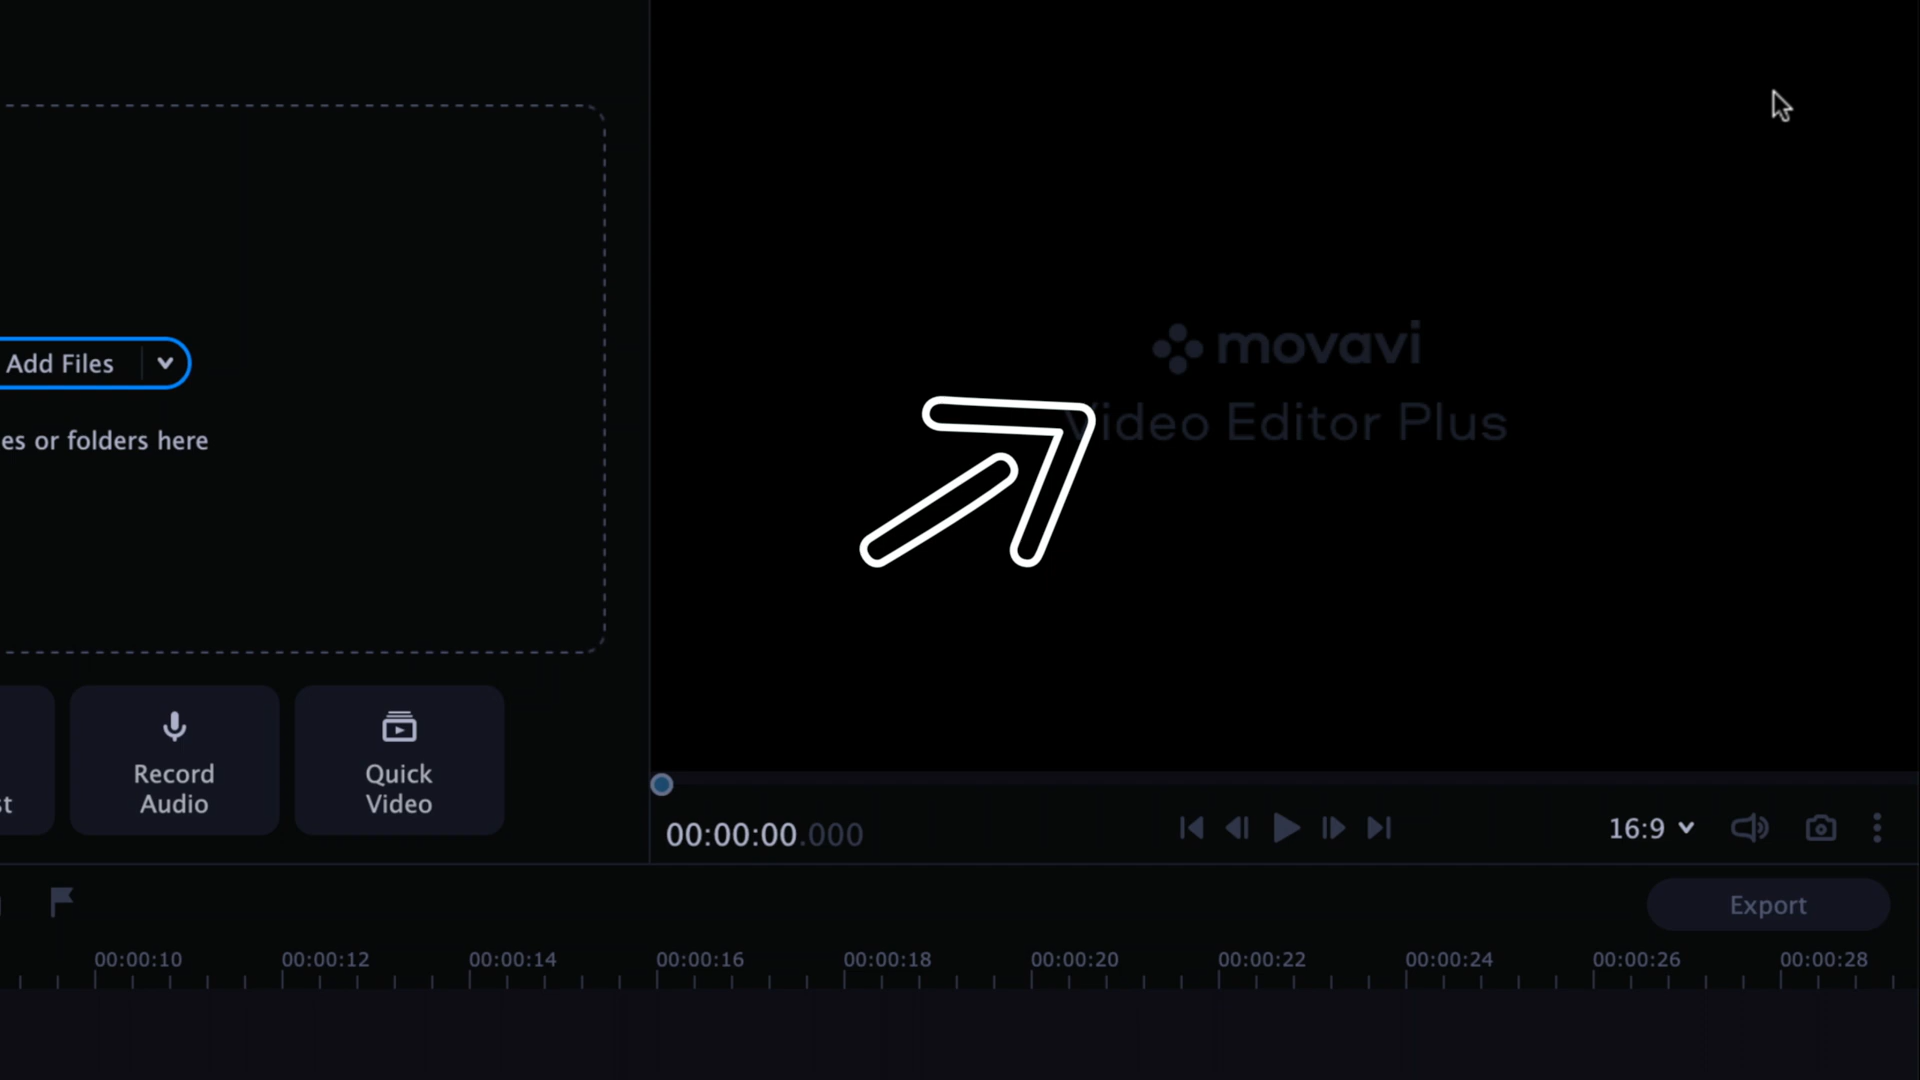 Add Files
es or folders here
movavi
Video Editor Plus
st
Record
Audio
Quick
Video
00:00:00.000
16:9
Export
00:00:10 00:00:12 00:00:14 00:00:16 00:00:18 00:00:20 00:00:22 00:00:24 00:00:26 00:00:28